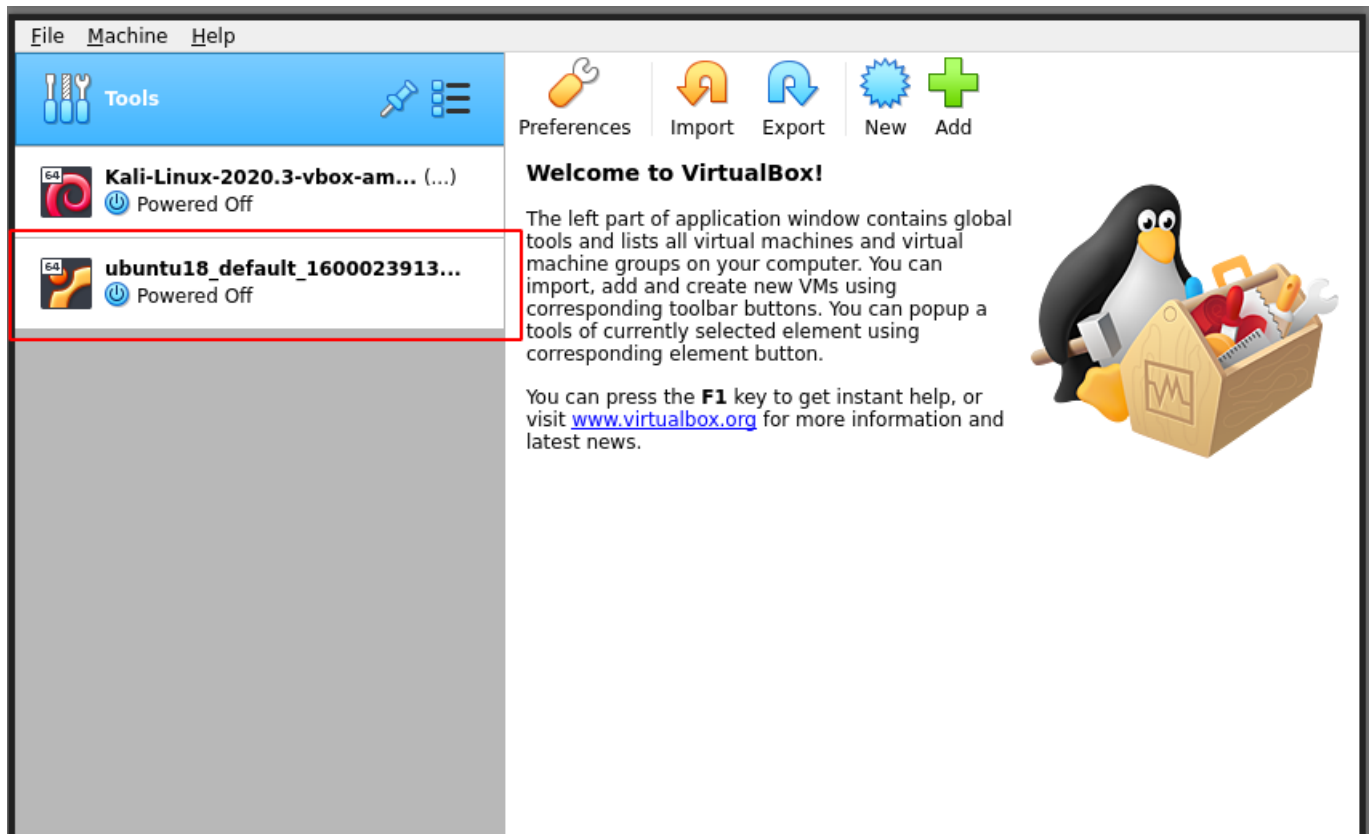 File Machine Help
Tools
Preferences Import Export New Add
64 Kali-Linux-2020.3-vbox-am... (...)
Powered Off
64 ubuntu18_default_1600023913...
Powered Off
Welcome to VirtualBox!
The left part of application window contains global
tools and lists all virtual machines and virtual
machine groups on your computer. You can
import, add and create new VMs using
corresponding toolbar buttons. You can popup a
tools of currently selected element using
corresponding element button.
You can press the F1 key to get instant help, or
visit www.virtualbox.org for more information and
latest news.